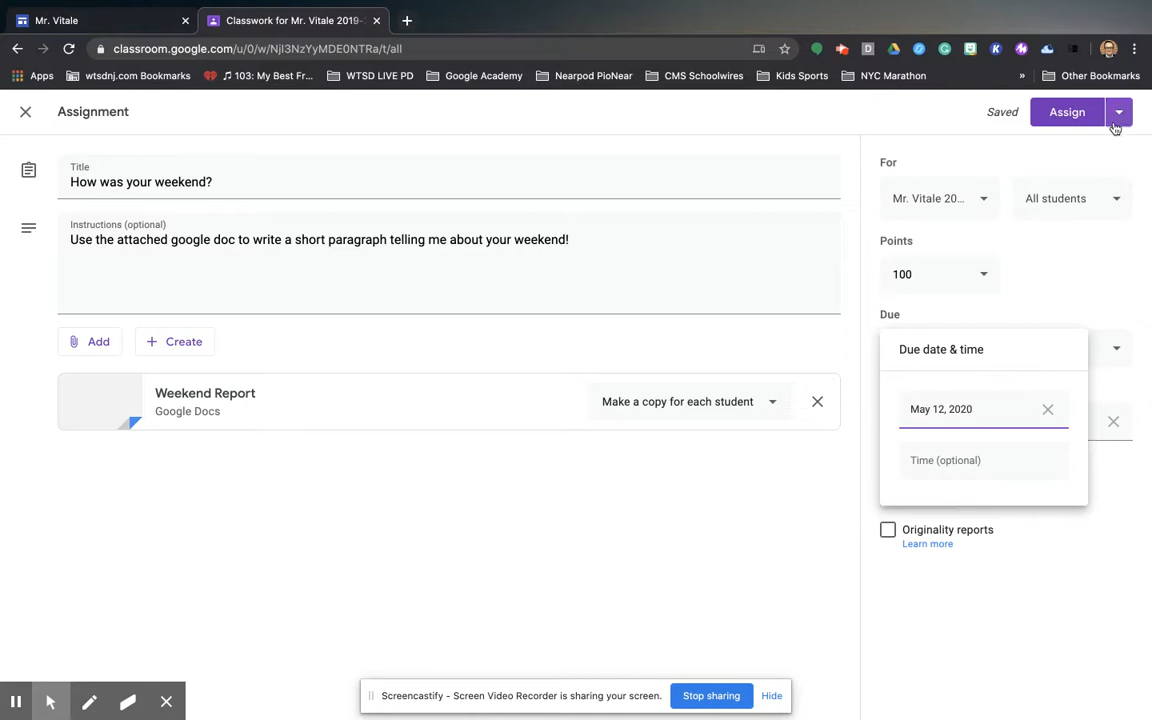 Mr. Vitale
Classwork for Mr. Vitale 2019-
classroom.google.com/u/0/w/NjI3NzYyMDE0NTRa/t/all
Apps
wtsdnj.com Bookmarks
103: My Best Fr...
WTSD LIVE PD
Google Academy
Nearpod PioNear
CMS Schoolwires
Kids Sports
NYC Marathon
»
Other Bookmarks
Assignment
Saved
Assign
Title
How was your weekend?
Instructions (optional)
Use the attached google doc to write a short paragraph telling me about your weekend!
Add
Create
Weekend Report
Google Docs
Make a copy for each student
For
Mr. Vitale 20...
All students
Points
100
Due
Due date & time
May 12, 2020
Time (optional)
Originality reports
Learn more
Screencastify - Screen Video Recorder is sharing your screen.
Stop sharing
Hide